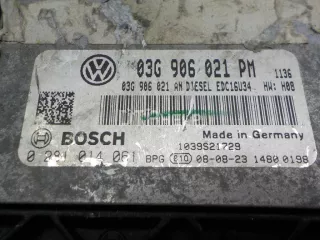 03G 906 021 PM 1136
03G 906 021 AN DIESEL EDC16U34 HW: H08
BOSCH
Made in Germany
1039S21729
0 281 014 061 BPG e1 08-08-23 1480 0198